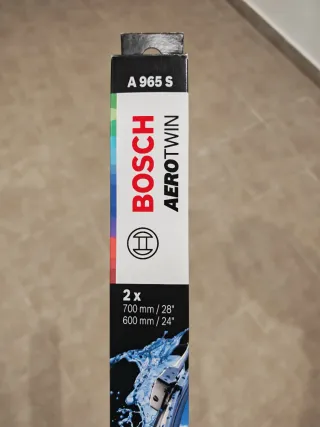 A 965 S
BOSCH
AEROTWIN
2 x
700 mm / 28"
600 mm / 24"